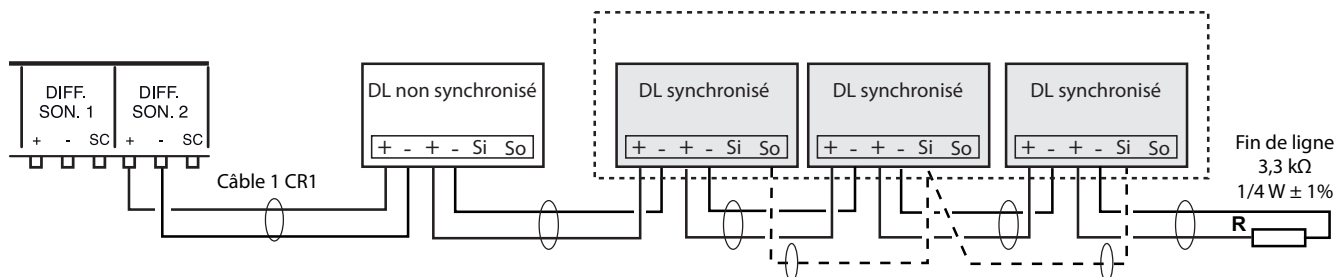 DIFF.
SON. 1
+ - SC
DIFF.
SON. 2
+ - SC
Câble 1 CR1
DL non synchronisé
+ - + - Si So
DL synchronisé
+ - + - Si So
DL synchronisé
+ - + - Si So
DL synchronisé
+ - + - Si So
Fin de ligne
3,3 kΩ
1/4 W ± 1%
R